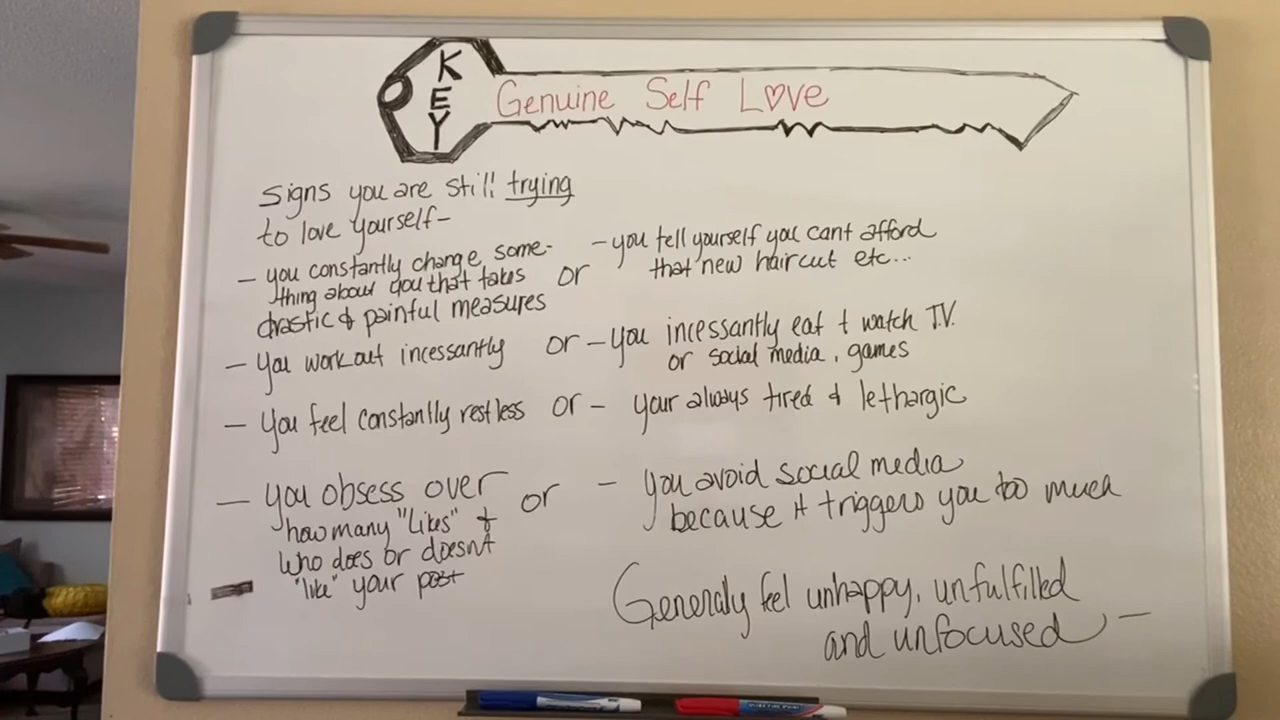 KEY
Genuine Self Love
Signs you are still trying
to love yourself-
- you constantly change some-
thing about you that takes
drastic & painful measures
or
- you tell yourself you cant afford
that new haircut etc...
- You workout incessantly
or
- you incessantly eat + watch T.V.
or social media, games
- You feel constantly restless
or
- your always tired & lethargic
- you obsess over
how many "likes" &
who does or doesnt
"like" your post
or
- you avoid social media
because it triggers you too much
Generally feel unhappy, unfulfilled
and unfocused -